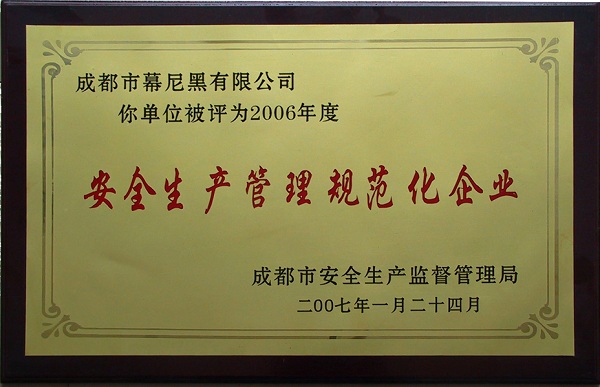 成都市幕尼黑有限公司
你单位被评为2006年度
安全生产管理规范化企业
成都市安全生产监督管理局
二00七年一月二十四月